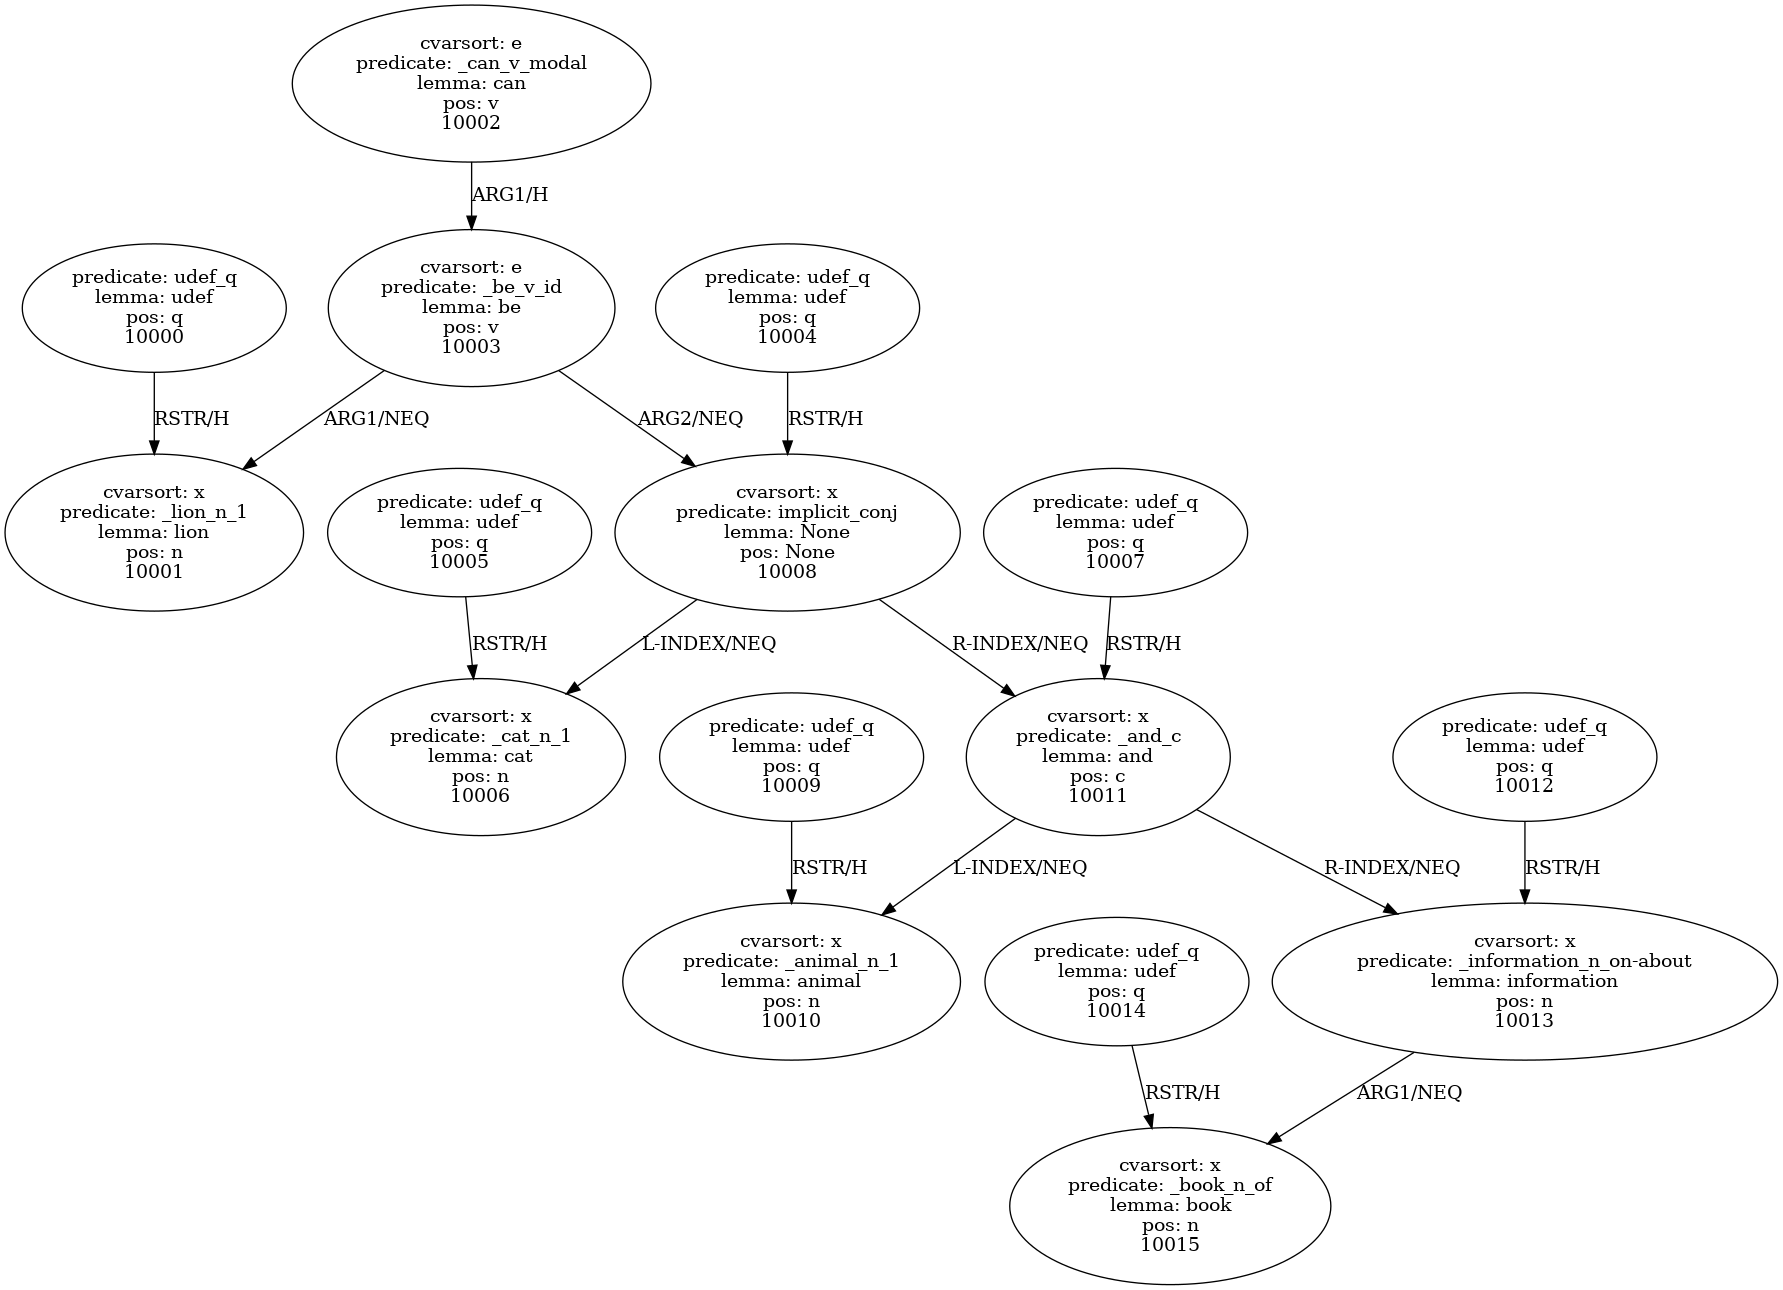 cvarsort: e
predicate: _can_v_modal
lemma: can
pos: v
10002
ARG1/H
predicate: udef_q
lemma: udef
pos: q
10000
cvarsort: e
predicate: _be_v_id
lemma: be
pos: v
10003
predicate: udef_q
lemma: udef
pos: q
10004
RSTR/H
ARG1/NEQ
ARG2/NEQ
RSTR/H
cvarsort: x
predicate: _lion_n_1
lemma: lion
pos: n
10001
predicate: udef_q
lemma: udef
pos: q
10005
cvarsort: x
predicate: implicit_conj
lemma: None
pos: None
10008
predicate: udef_q
lemma: udef
pos: q
10007
RSTR/H
L-INDEX/NEQ
R-INDEX/NEQ
RSTR/H
cvarsort: x
predicate: _cat_n_1
lemma: cat
pos: n
10006
predicate: udef_q
lemma: udef
pos: q
10009
cvarsort: x
predicate: _and_c
lemma: and
pos: c
10011
predicate: udef_q
lemma: udef
pos: q
10012
RSTR/H
L-INDEX/NEQ
R-INDEX/NEQ
RSTR/H
cvarsort: x
predicate: _animal_n_1
lemma: animal
pos: n
10010
predicate: udef_q
lemma: udef
pos: q
10014
cvarsort: x
predicate: _information_n_on-about
lemma: information
pos: n
10013
RSTR/H
ARG1/NEQ
cvarsort: x
predicate: _book_n_of
lemma: book
pos: n
10015